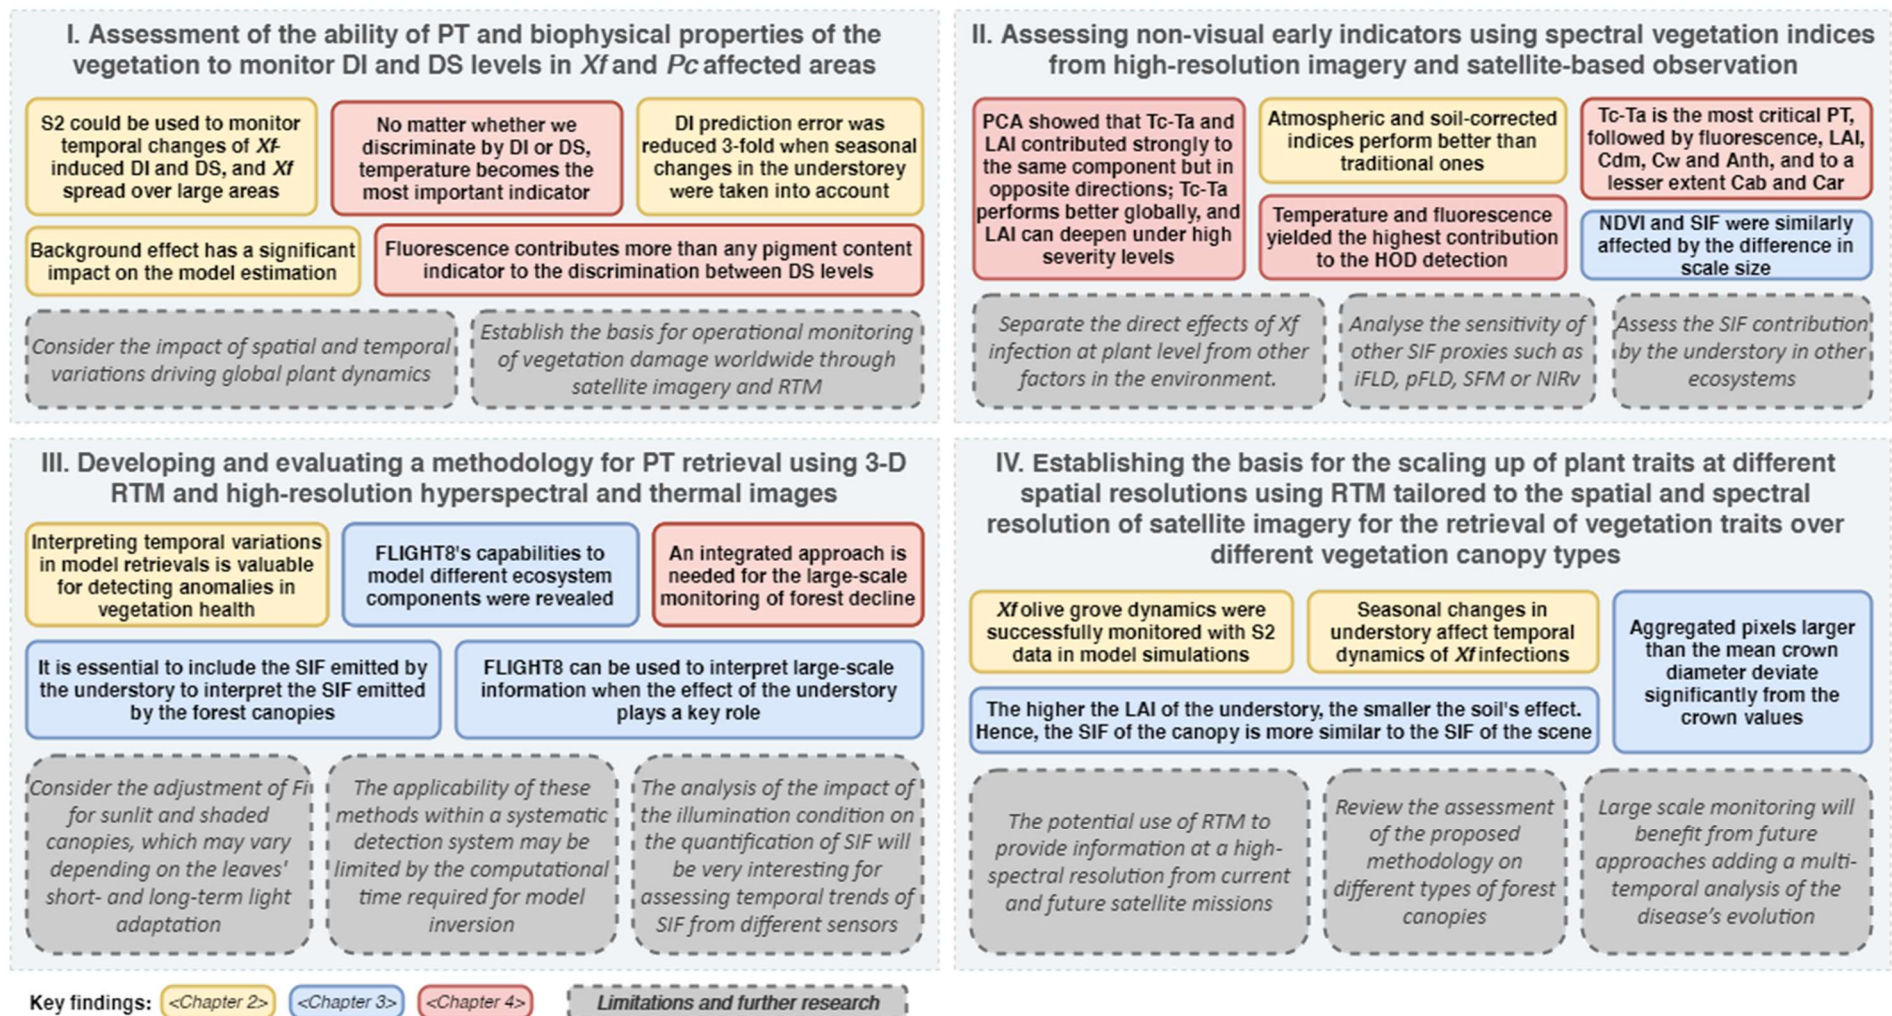 I. Assessment of the ability of PT and biophysical properties of the
vegetation to monitor DI and DS levels in Xf and Pc affected areas
S2 could be used to monitor
temporal changes of Xf-
induced DI and DS, and Xf
spread over large areas
No matter whether we
discriminate by DI or DS,
temperature becomes the
most important indicator
DI prediction error was
reduced 3-fold when seasonal
changes in the understorey
were taken into account
Background effect has a significant
impact on the model estimation
Fluorescence contributes more than any pigment content
indicator to the discrimination between DS levels
Consider the impact of spatial and temporal
variations driving global plant dynamics
Establish the basis for operational monitoring
of vegetation damage worldwide through
satellite imagery and RTM
II. Assessing non-visual early indicators using spectral vegetation indices
from high-resolution imagery and satellite-based observation
PCA showed that Tc-Ta and
LAI contributed strongly to
the same component but in
opposite directions; Tc-Ta
performs better globally, and
LAI can deepen under high
severity levels
Atmospheric and soil-corrected
indices perform better than
traditional ones
Temperature and fluorescence
yielded the highest contribution
to the HOD detection
Tc-Ta is the most critical PT,
followed by fluorescence, LAI,
Cdm, Cw and Anth, and to a
lesser extent Cab and Car
NDVI and SIF were similarly
affected by the difference in
scale size
Separate the direct effects of Xf
infection at plant level from other
factors in the environment.
Analyse the sensitivity of
other SIF proxies such as
iFLD, pFLD, SFM or NIRv
Assess the SIF contribution
by the understory in other
ecosystems
III. Developing and evaluating a methodology for PT retrieval using 3-D
RTM and high-resolution hyperspectral and thermal images
Interpreting temporal variations
in model retrievals is valuable
for detecting anomalies in
vegetation health
FLIGHT8's capabilities to
model different ecosystem
components were revealed
An integrated approach is
needed for the large-scale
monitoring of forest decline
It is essential to include the SIF emitted by
the understory to interpret the SIF emitted
by the forest canopies
FLIGHT8 can be used to interpret large-scale
information when the effect of the understory
plays a key role
Consider the adjustment of Fi
for sunlit and shaded
canopies, which may vary
depending on the leaves'
short- and long-term light
adaptation
The applicability of these
methods within a systematic
detection system may be
limited by the computational
time required for model
inversion
The analysis of the impact of
the illumination condition on
the quantification of SIF will
be very interesting for
assessing temporal trends of
SIF from different sensors
IV. Establishing the basis for the scaling up of plant traits at different
spatial resolutions using RTM tailored to the spatial and spectral
resolution of satellite imagery for the retrieval of vegetation traits over
different vegetation canopy types
Xf olive grove dynamics were
successfully monitored with S2
data in model simulations
Seasonal changes in
understory affect temporal
dynamics of Xf infections
Aggregated pixels larger
than the mean crown
diameter deviate
significantly from the
crown values
The higher the LAI of the understory, the smaller the soil's effect.
Hence, the SIF of the canopy is more similar to the SIF of the scene
The potential use of RTM to
provide information at a high-
spectral resolution from current
and future satellite missions
Review the assessment
of the proposed
methodology on
different types of forest
canopies
Large scale monitoring will
benefit from future
approaches adding a multi-
temporal analysis of the
disease's evolution
Key findings: <Chapter 2> <Chapter 3> <Chapter 4> Limitations and further research